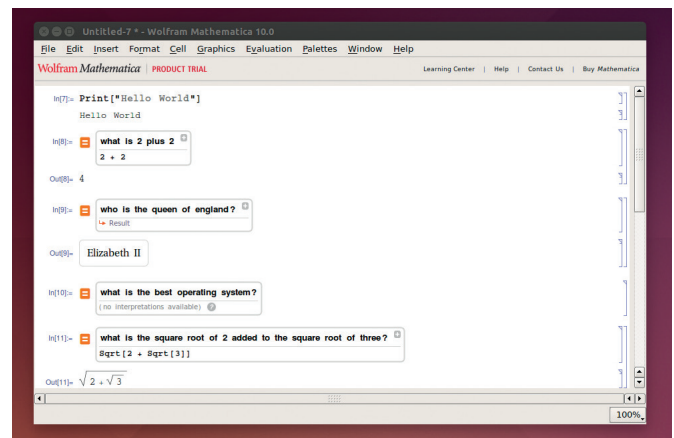 Untitled-7 * - Wolfram Mathematica 10.0
File Edit Insert Format Cell Graphics Evaluation Palettes Window Help
Wolfram Mathematica | PRODUCT TRIAL Learning Center | Help | Contact Us | Buy Mathematica
In[7]:= Print["Hello World"]
Hello World
In[8]:= what is 2 plus 2
2 + 2
Out[8]= 4
In[9]:= who is the queen of england?
Result
Out[9]= Elizabeth II
In[10]:= what is the best operating system?
(no interpretations available)
In[11]:= what is the square root of 2 added to the square root of three?
Sqrt[2 + Sqrt[3]]
Out[11]= √(2 + √3)
100%